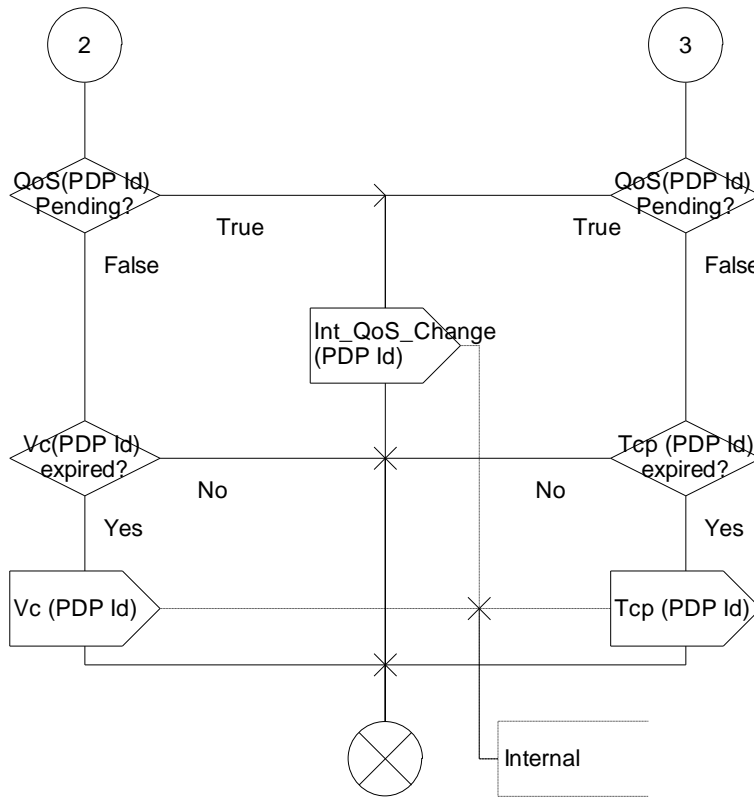 2
3
QoS(PDP Id)
Pending?
QoS(PDP Id)
Pending?
True
True
False
False
Int_QoS_Change
(PDP Id)
Vc(PDP Id)
expired?
Tcp (PDP Id)
expired?
No
No
Yes
Yes
Vc (PDP Id)
Tcp (PDP Id)
Internal